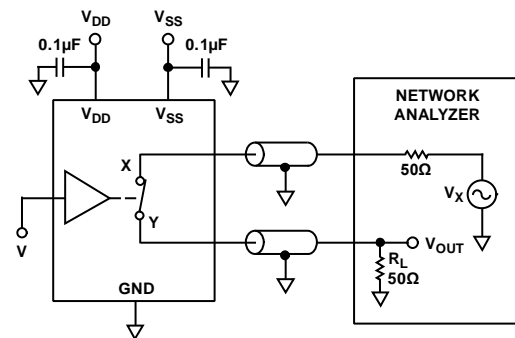 VDD VSS
0.1µF 0.1µF
VDD VSS
NETWORK
ANALYZER
X
50Ω
VX
Y
V
VOUT
RL
50Ω
GND